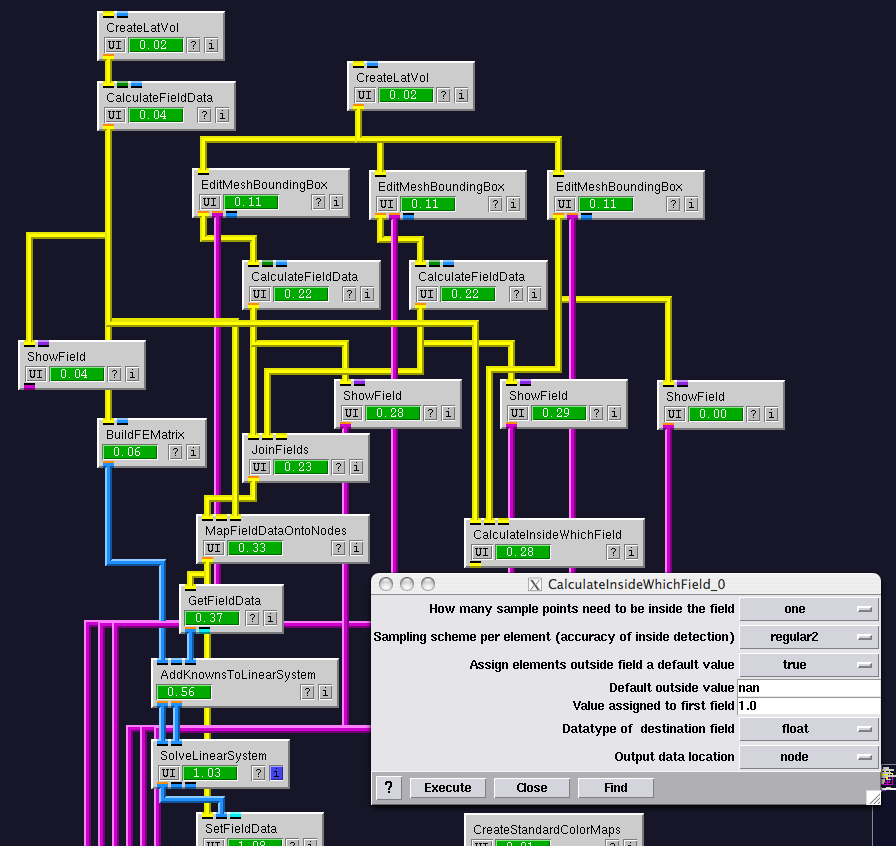 CreateLatVol
UI 0.02 ? i
CreateLatVol
UI 0.02 ? i
CalculateFieldData
UI 0.04 ? i
EditMeshBoundingBox
UI 0.11 ? i
EditMeshBoundingBox
UI 0.11 ? i
EditMeshBoundingBox
UI 0.11 ? i
CalculateFieldData
UI 0.22 ? i
CalculateFieldData
UI 0.22 ? i
ShowField
UI 0.04 ? i
ShowField
UI 0.28 ? i
ShowField
UI 0.29 ? i
ShowField
UI 0.00 ? i
BuildFEMatrix
0.06 ? i
JoinFields
UI 0.23 ? i
MapFieldDataOntoNodes
UI 0.33 ? i
CalculateInsideWhichField
UI 0.28 ? i
GetFieldData
0.37 ? i
AddKnownsToLinearSystem
0.56 ? i
SolveLinearSystem
UI 1.03 ? i
SetFieldData
UI 1.08 ? i
X CalculateInsideWhichField_0
How many sample points need to be inside the field one
Sampling scheme per element (accuracy of inside detection) regular2
Assign elements outside field a default value true
Default outside value nan
Value assigned to first field 1.0
Datatype of destination field float
Output data location node
? Execute Close Find
CreateStandardColorMaps
UI 0.01 ? i